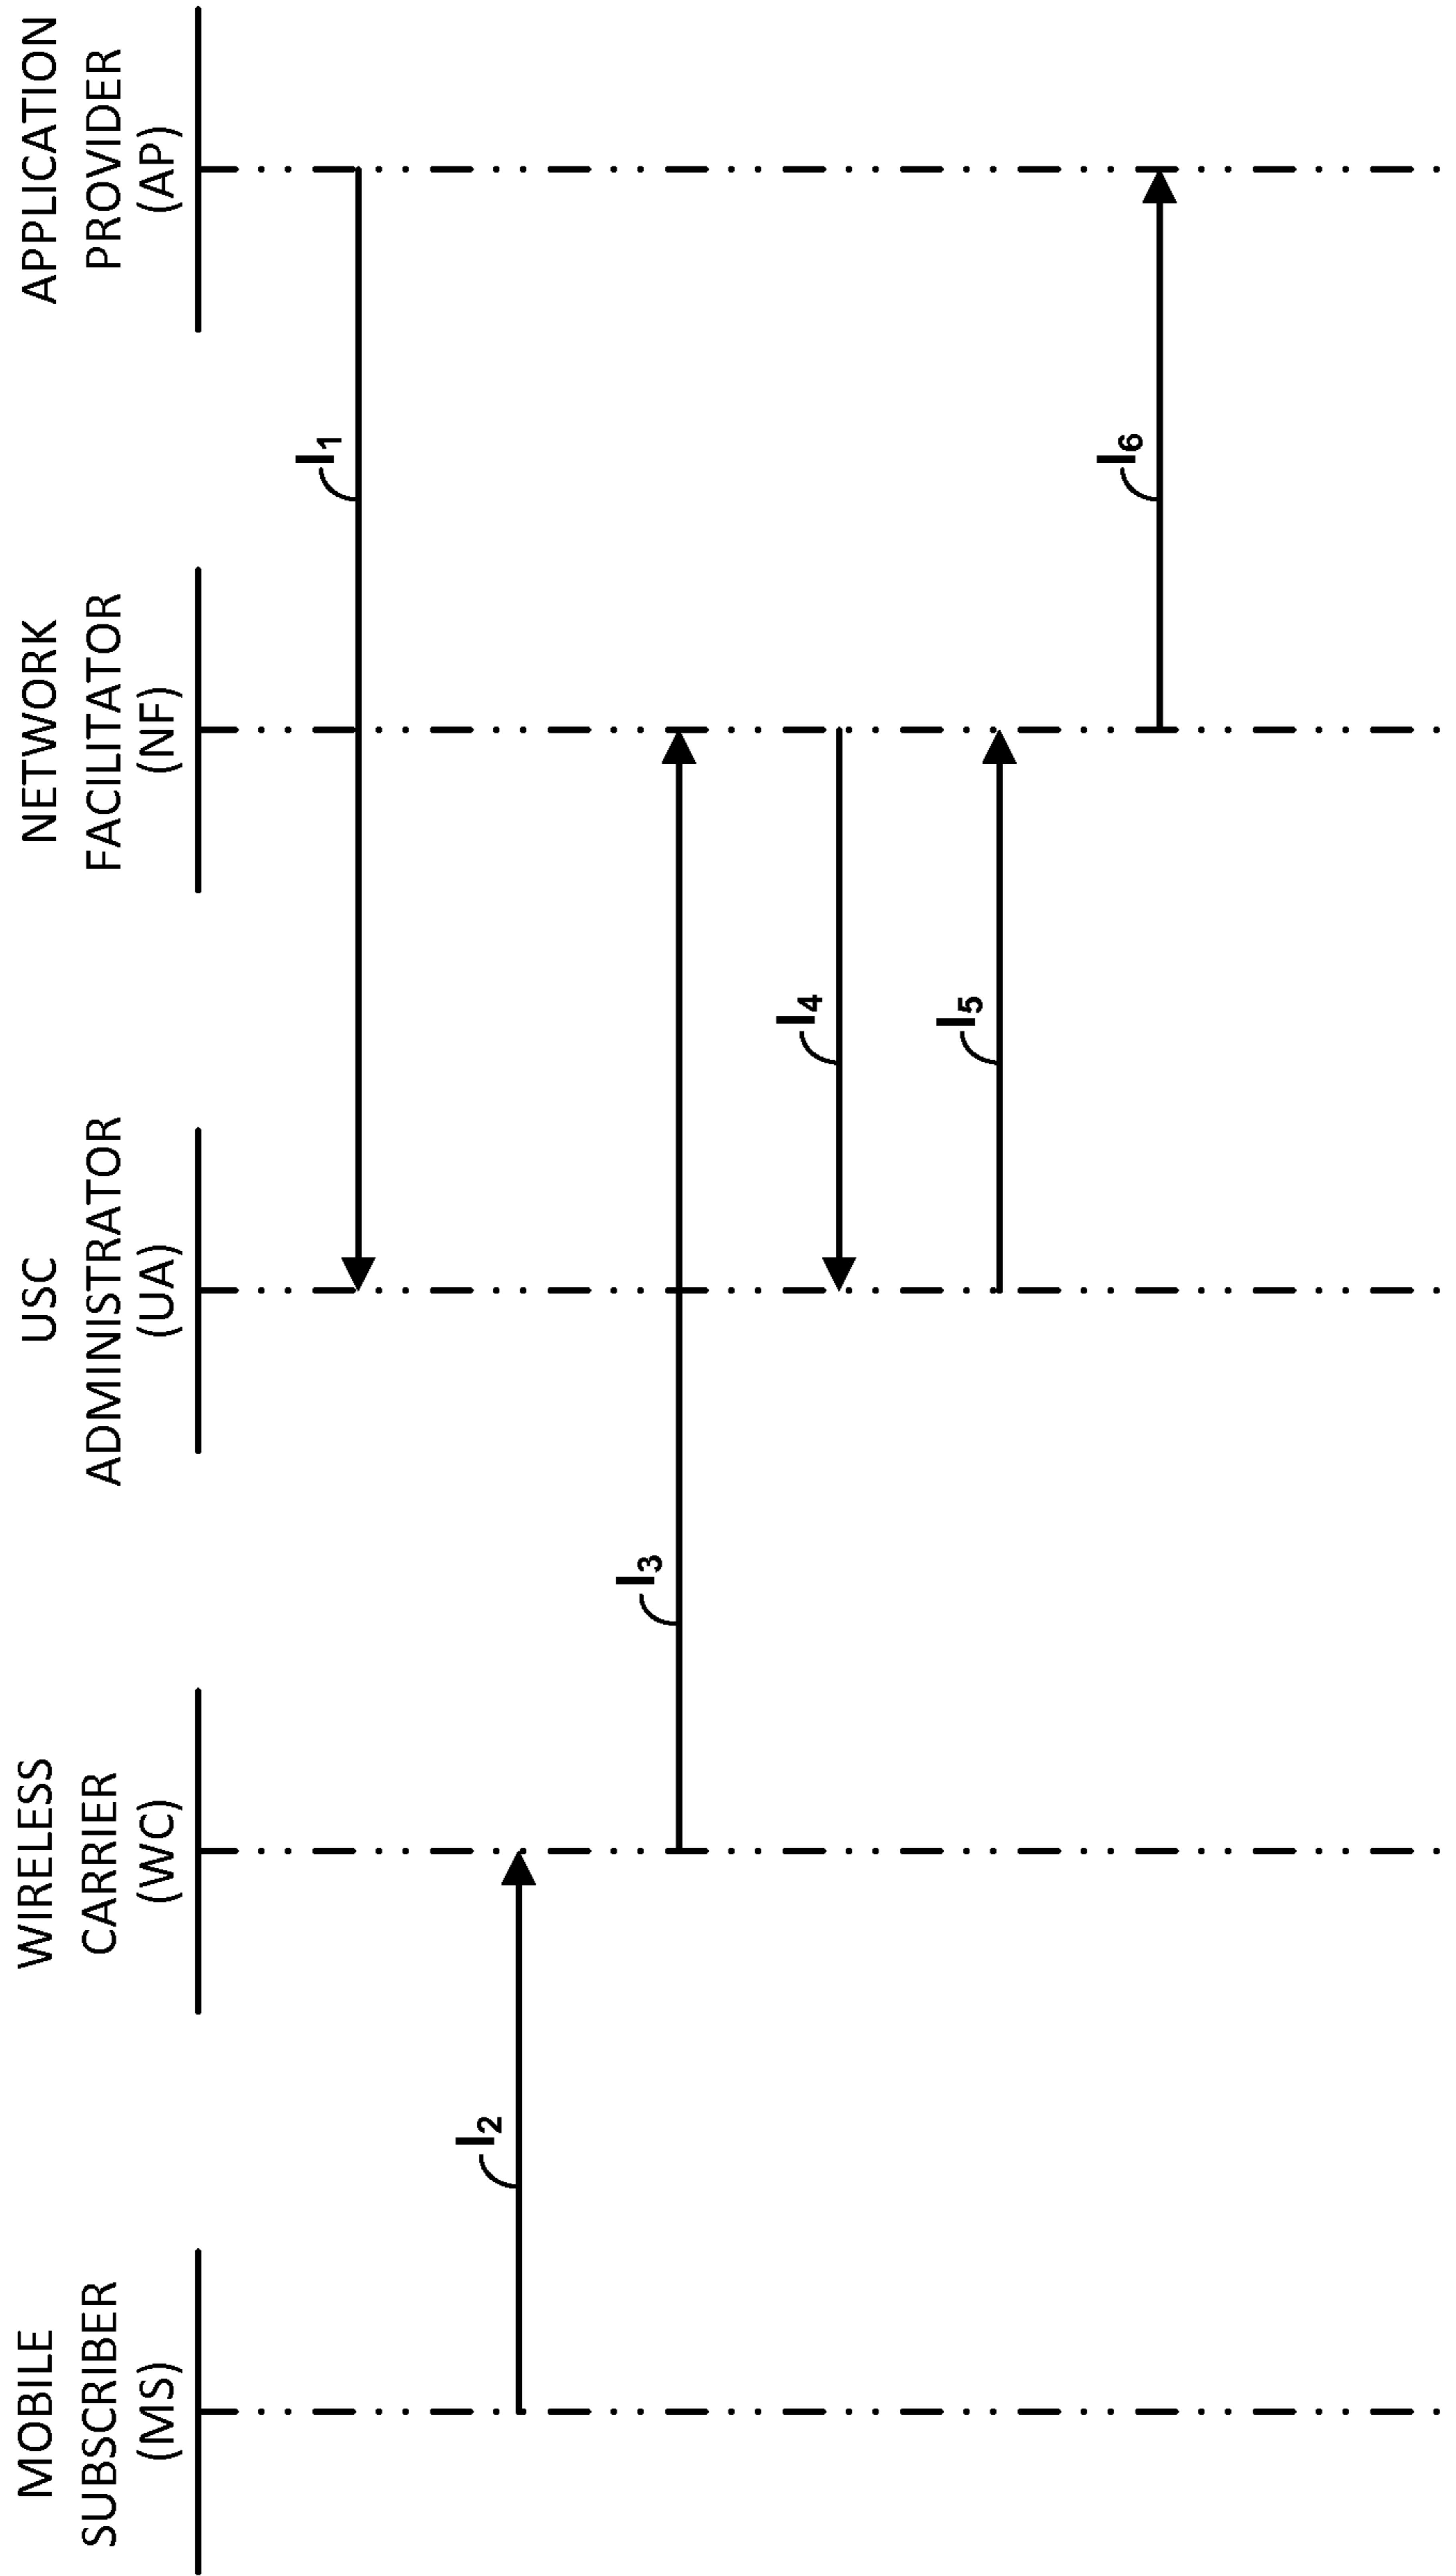 MOBILE
SUBSCRIBER
(MS)
WIRELESS
CARRIER
(WC)
USC
ADMINISTRATOR
(UA)
NETWORK
FACILITATOR
(NF)
APPLICATION
PROVIDER
(AP)
I₁
I₂
I₃
I₄
I₅
I₆